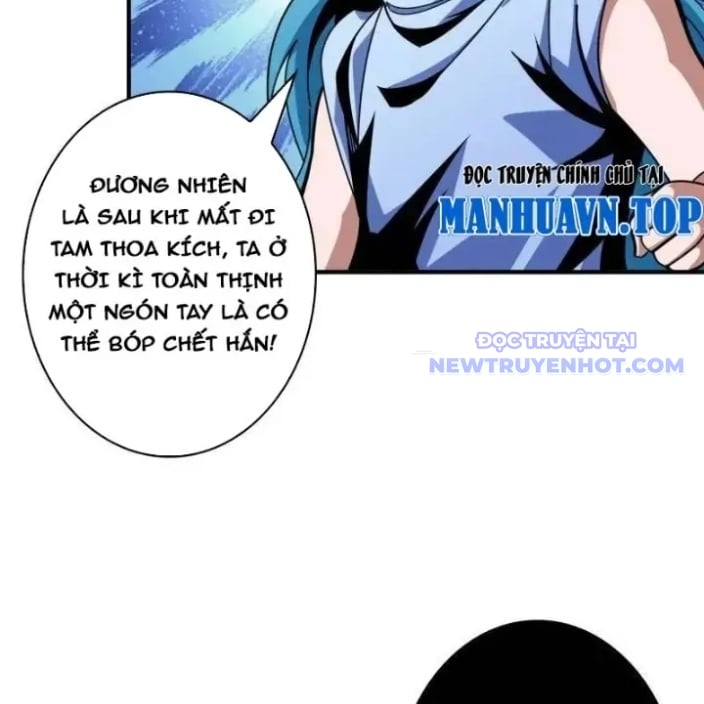 ĐƯƠNG NHIÊN
LÀ SAU KHI MẤT ĐI
TAM THOA KÍCH, TA Ở
THỜI KÌ TOÀN THỊNH
MỘT NGÓN TAY LÀ CÓ
THỂ BÓP CHẾT HẮN!
ĐỌC TRUYỆN CHÍNH CHỦ TẠI
MANHUAVN.TOP
ĐỌC TRUYỆN TẠI
NEWTRUYENHOT.COM